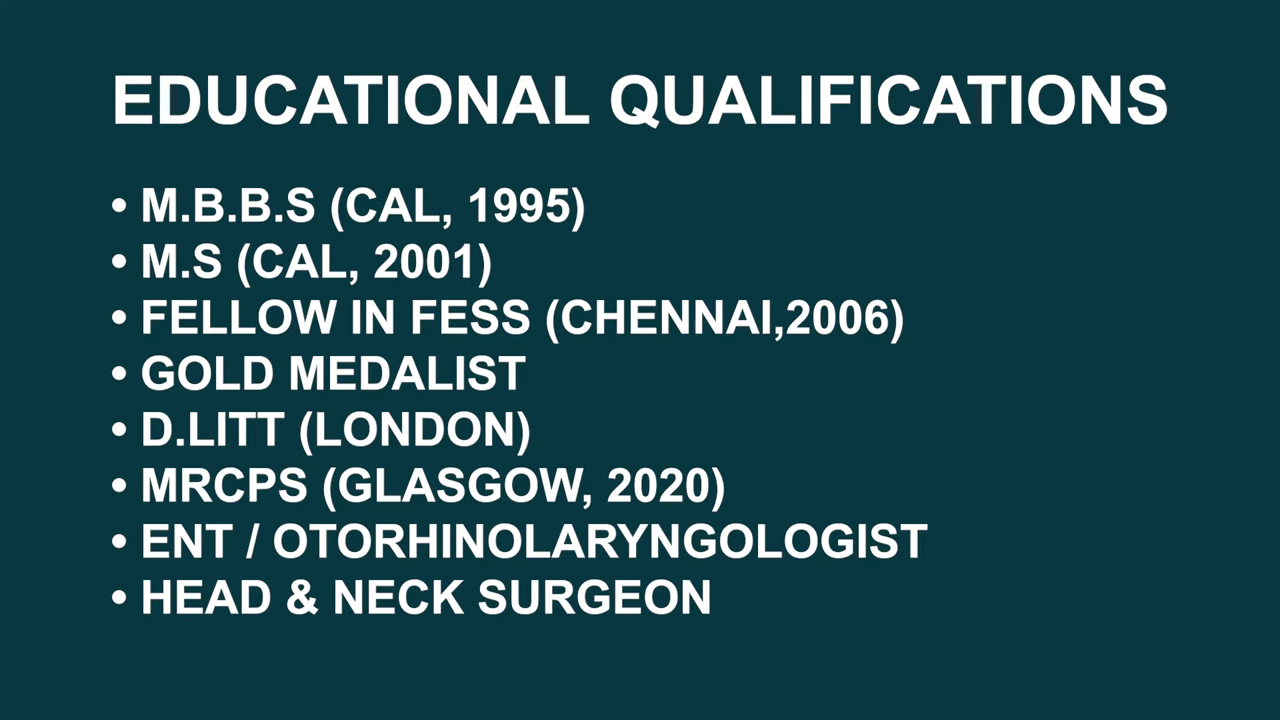 EDUCATIONAL QUALIFICATIONS
• M.B.B.S (CAL, 1995)
• M.S (CAL, 2001)
• FELLOW IN FESS (CHENNAI,2006)
• GOLD MEDALIST
• D.LITT (LONDON)
• MRCPS (GLASGOW, 2020)
• ENT / OTORHINOLARYNGOLOGIST
• HEAD & NECK SURGEON